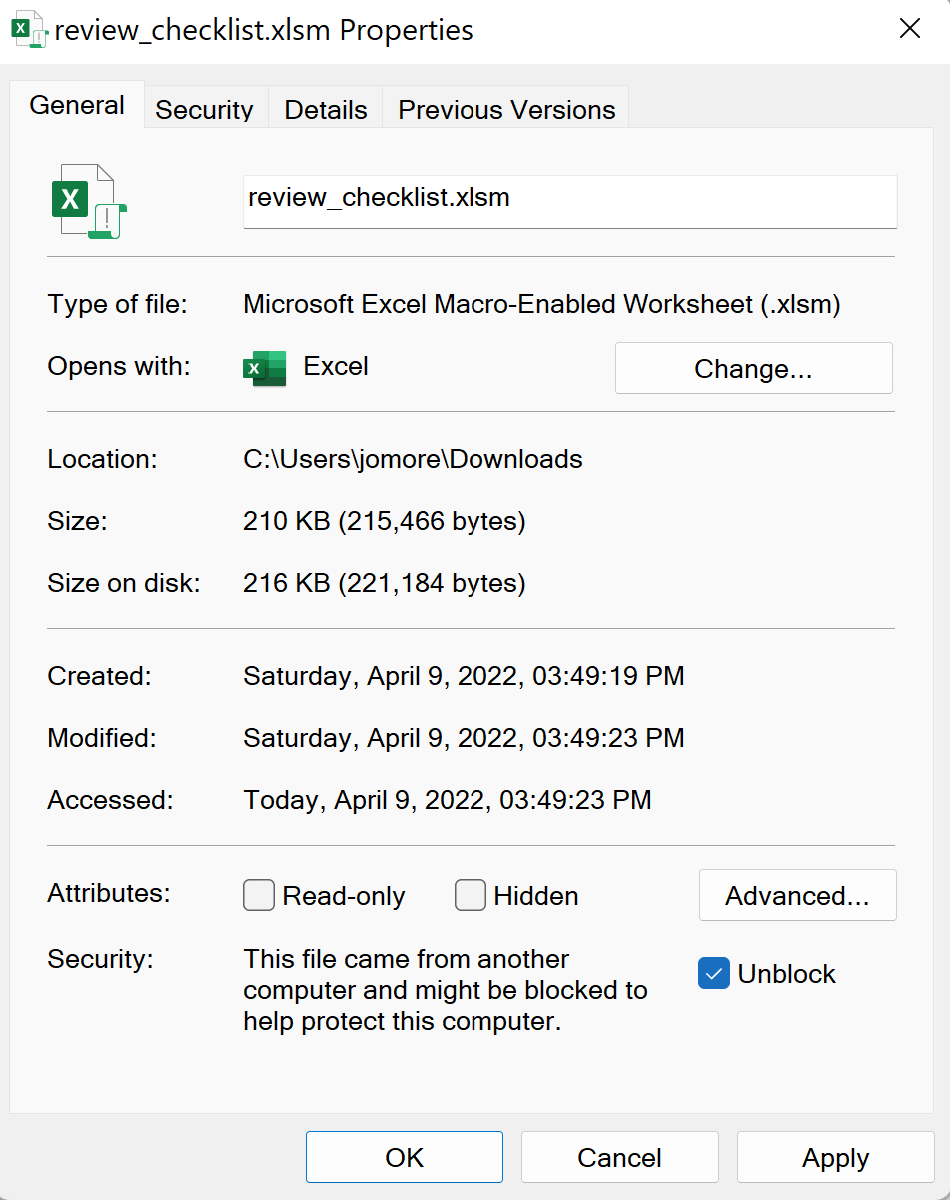 review_checklist.xlsm Properties
General Security Details Previous Versions
X
review_checklist.xlsm
Type of file: Microsoft Excel Macro-Enabled Worksheet (.xlsm)
Opens with: X Excel Change...
Location: C:\Users\jomore\Downloads
Size: 210 KB (215,466 bytes)
Size on disk: 216 KB (221,184 bytes)
Created: Saturday, April 9, 2022, 03:49:19 PM
Modified: Saturday, April 9, 2022, 03:49:23 PM
Accessed: Today, April 9, 2022, 03:49:23 PM
Attributes: Read-only Hidden Advanced...
Security: This file came from another
computer and might be blocked to
help protect this computer.
Unblock
OK Cancel Apply